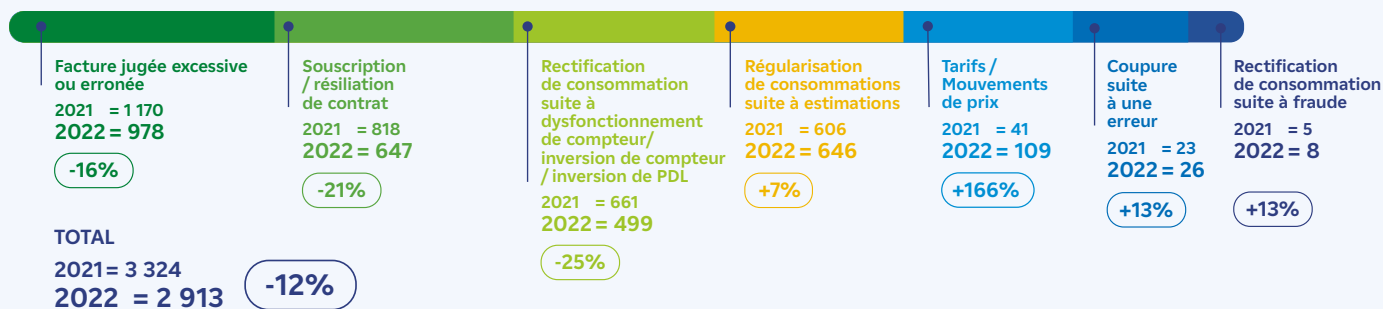 Facture jugée excessive
ou erronée
2021 = 1 170
2022 = 978
-16%
Souscription
/ résiliation
de contrat
2021 = 818
2022 = 647
-21%
Rectification
de consommation
suite à
dysfonctionnement
de compteur/
inversion de compteur
/ inversion de PDL
2021 = 661
2022 = 499
-25%
Régularisation
de consommations
suite à estimations
2021 = 606
2022 = 646
+7%
Tarifs /
Mouvements
de prix
2021 = 41
2022 = 109
+166%
Coupure
suite
à une
erreur
2021 = 23
2022 = 26
+13%
Rectification
de consommation
suite à fraude
2021 = 5
2022 = 8
+13%
TOTAL
2021 = 3 324
2022 = 2 913
-12%